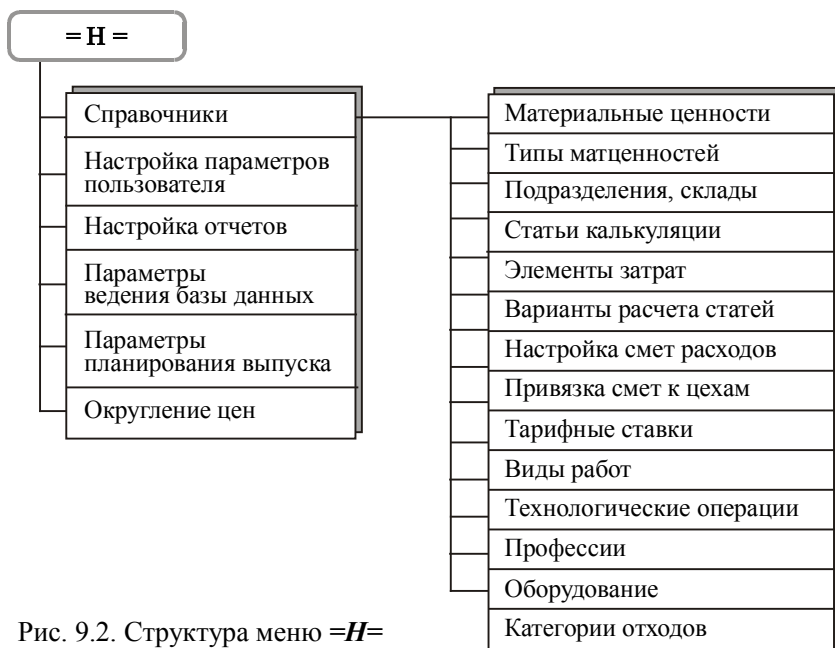 = Н =
Справочники
Настройка параметров
пользователя
Настройка отчетов
Параметры
ведения базы данных
Параметры
планирования выпуска
Округление цен
Материальные ценности
Типы матценностей
Подразделения, склады
Статьи калькуляции
Элементы затрат
Варианты расчета статей
Настройка смет расходов
Привязка смет к цехам
Тарифные ставки
Виды работ
Технологические операции
Профессии
Оборудование
Категории отходов
Рис. 9.2. Структура меню =Н=